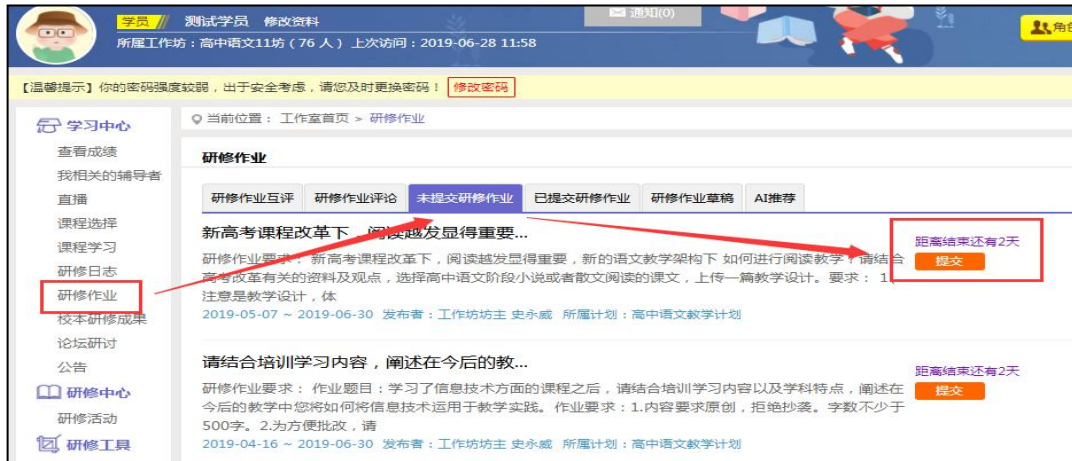 学员 测试学员 修改资料
通知(0)
角色
所属工作坊：高中语文11坊（76 人）上次访问：2019-06-28 11:58
【温馨提示】你的密码强度较弱，出于安全考虑，请您及时更换密码！ 修改密码
学习中心
查看成绩
我相关的辅导者
直播
课程选择
课程学习
研修日志
研修作业
校本研修成果
论坛研讨
公告
研修中心
研修活动
研修工具
当前位置： 工作室首页 > 研修作业
研修作业
研修作业互评 研修作业评论 未提交研修作业 已提交研修作业 研修作业草稿 AI推荐
新高考课程改革下，阅读越发显得重要...
距离结束还有2天
提交
研修作业要求： 新高考课程改革下，阅读越发显得重要，新的语文教学架构下 如何进行阅读教学？请结合
高考改革有关的资料及观点，选择高中语文阶段小说或者散文阅读的课文，上传一篇教学设计。要求： 1、
注意是教学设计，体
2019-05-07 ~ 2019-06-30 发布者：工作坊坊主 史永威 所属计划：高中语文教学计划
请结合培训学习内容，阐述在今后的教...
距离结束还有2天
提交
研修作业要求： 作业题目：学习了信息技术方面的课程之后，请结合培训学习内容以及学科特点，阐述在
今后的教学中您将如何将信息技术运用于教学实践。作业要求：1.内容要求原创，拒绝抄袭。字数不少于
500字。2.为方便批改，请
2019-04-16 ~ 2019-06-30 发布者：工作坊坊主 史永威 所属计划：高中语文教学计划